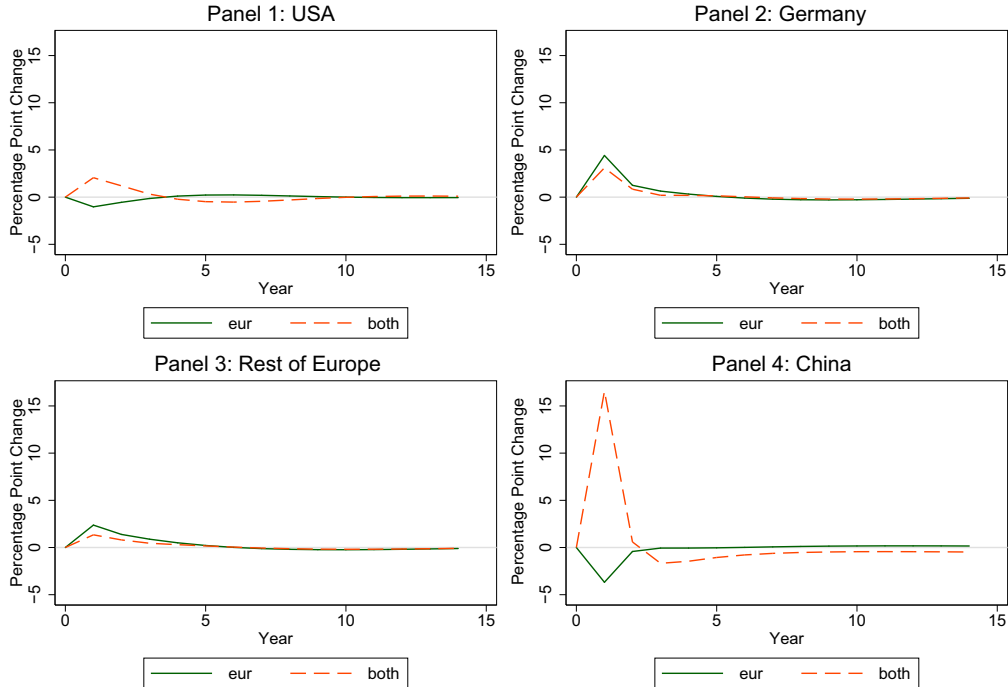 Panel 1: USA
Percentage Point Change
15
10
5
0
−5
0 5 10 15
Year
eur both
Panel 2: Germany
Percentage Point Change
15
10
5
0
−5
0 5 10 15
Year
eur both
Panel 3: Rest of Europe
Percentage Point Change
15
10
5
0
−5
0 5 10 15
Year
eur both
Panel 4: China
Percentage Point Change
15
10
5
0
−5
0 5 10 15
Year
eur both